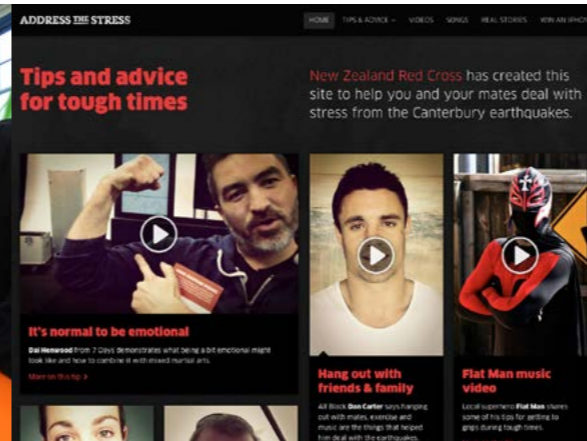 ADDRESS THE STRESS
HOME TIPS & ADVICE VIDEOS SONGS REAL STORIES WIN AN IPHON
Tips and advice
for tough times
New Zealand Red Cross has created this
site to help you and your mates deal with
stress from the Canterbury earthquakes.
It's normal to be emotional
Dai Henwood from 7 Days demonstrates what being a bit emotional might
look like and how to combine it with mixed martial arts.
More on this tip
Hang out with
friends & family
All Black Dan Carter says hanging
out with mates, exercise and
music are the things that helped
him deal with the earthquakes.
Flat Man music
video
Local superhero Flat Man shares
some of his tips for getting to
grips during tough times.